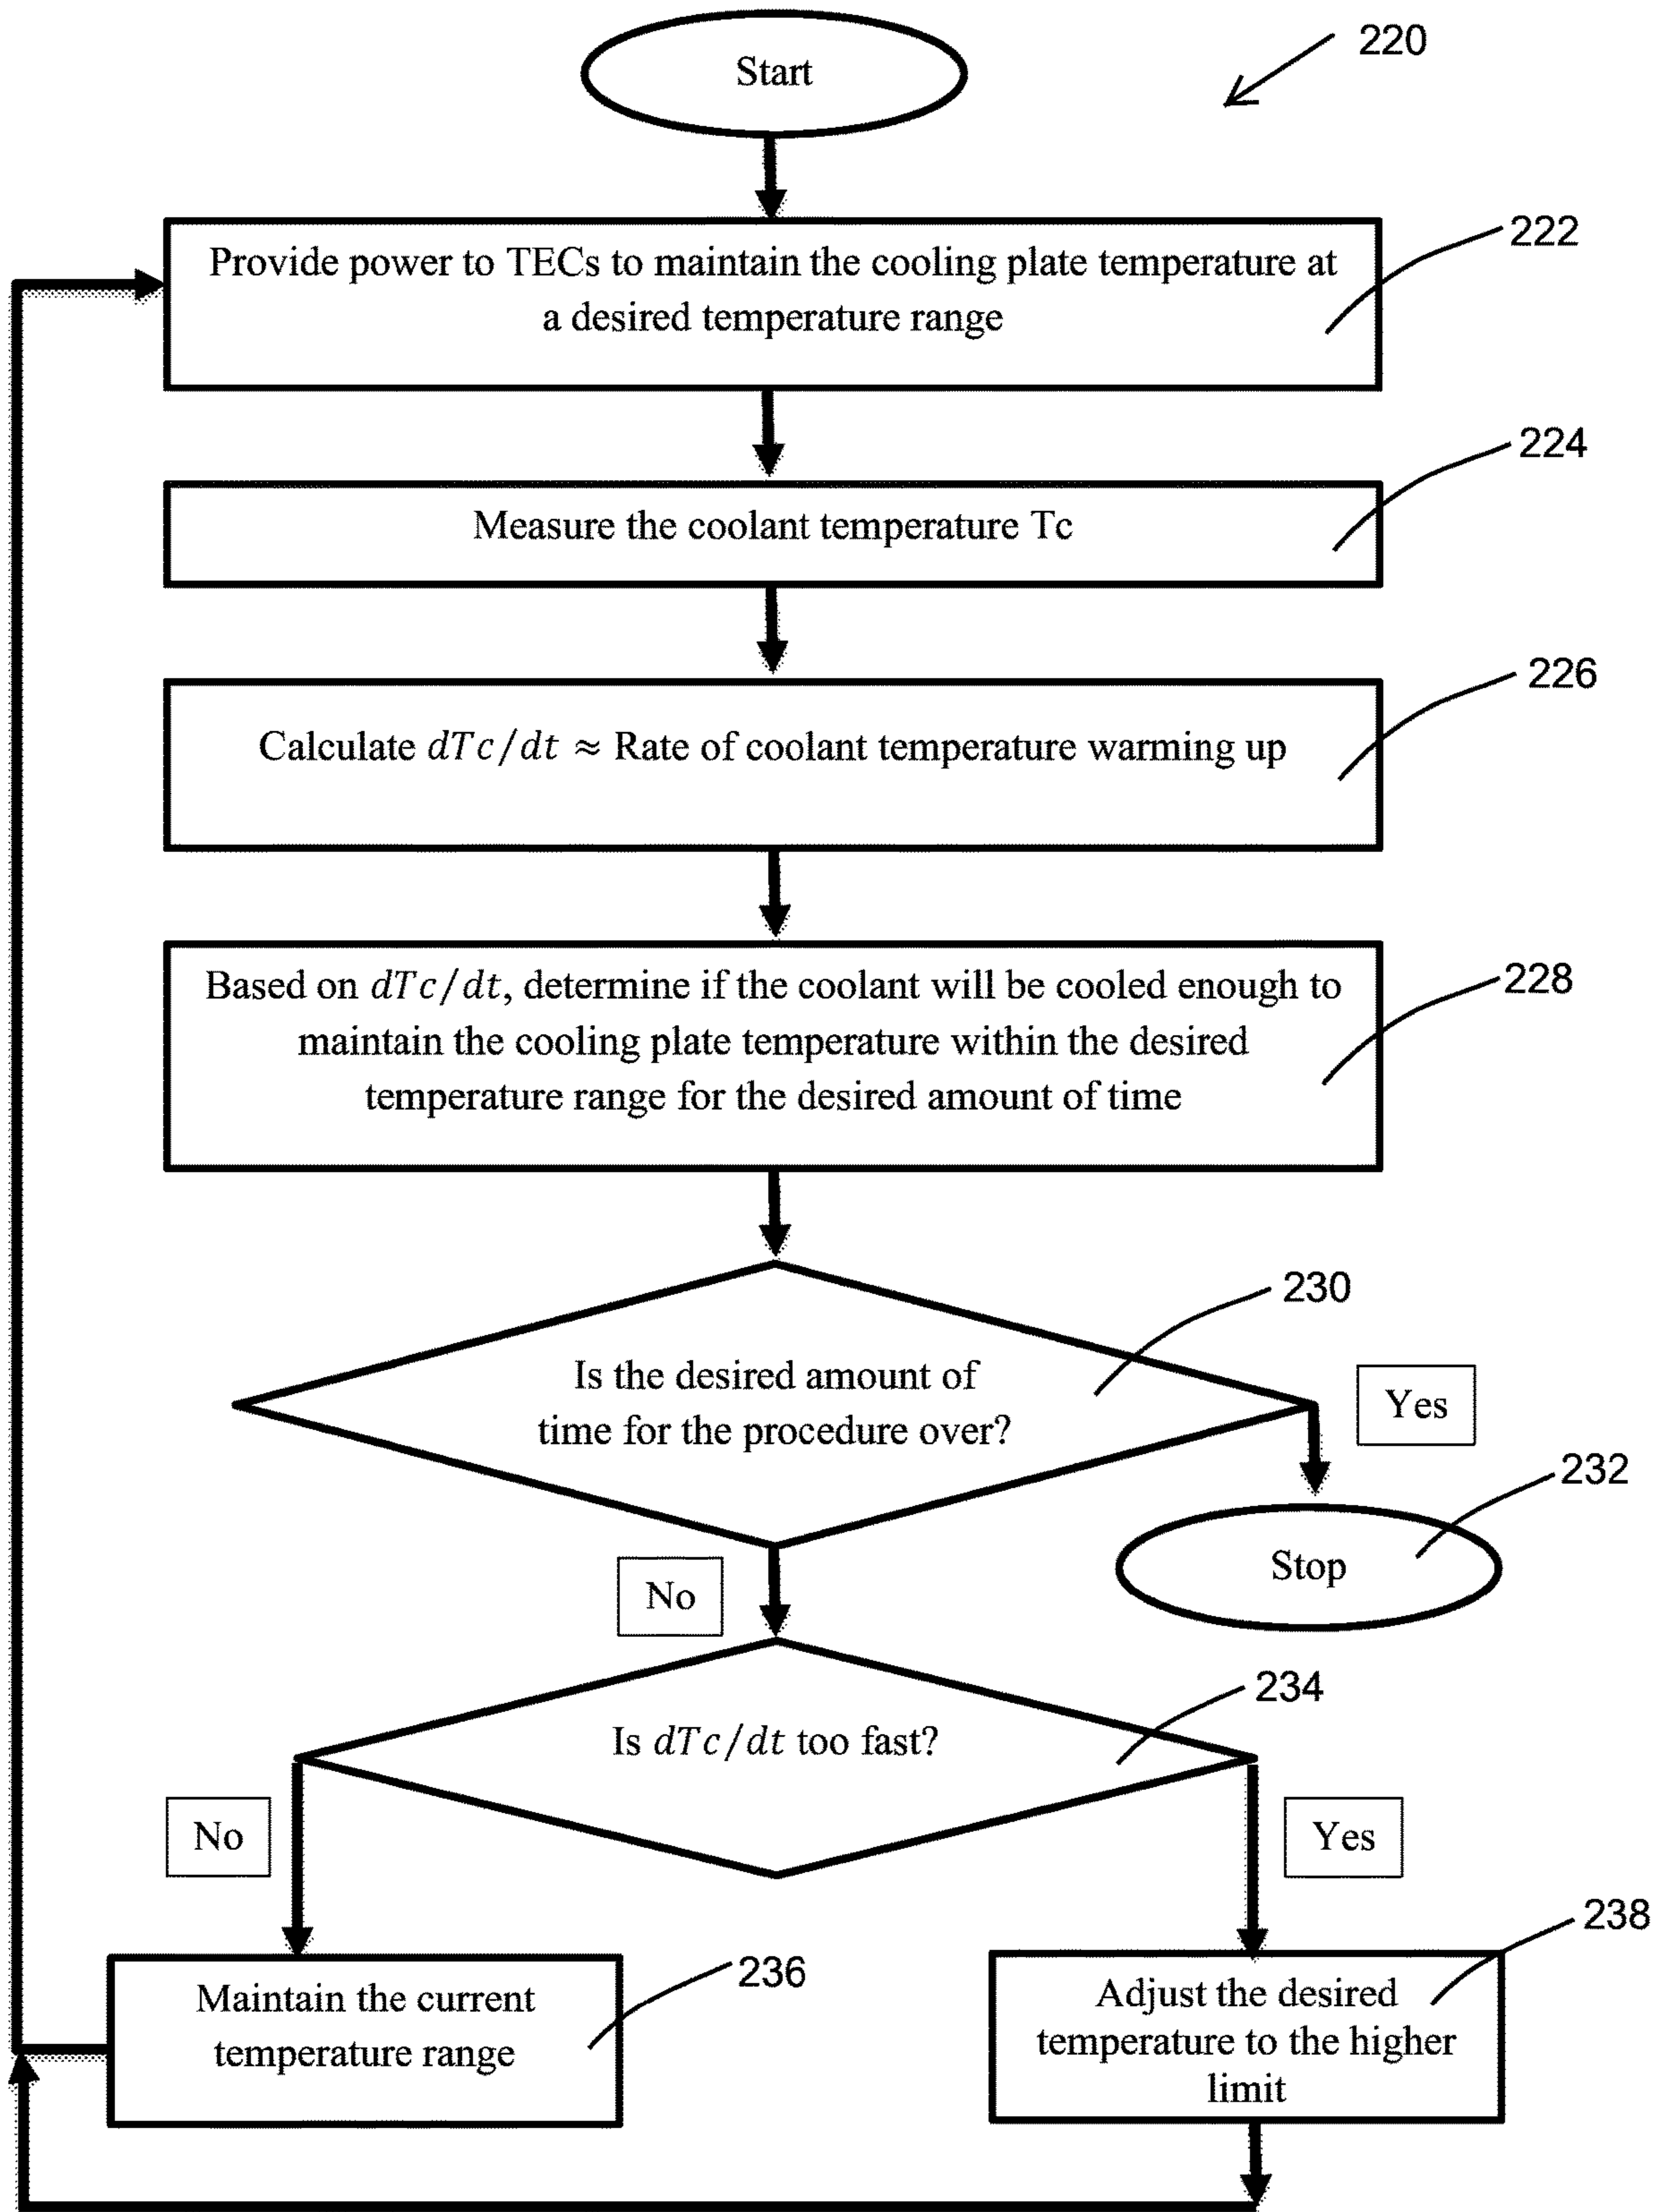 Start
220
Provide power to TECs to maintain the cooling plate temperature at
a desired temperature range
222
Measure the coolant temperature Tc
224
Calculate dTc/dt ≈ Rate of coolant temperature warming up
226
Based on dTc/dt, determine if the coolant will be cooled enough to
maintain the cooling plate temperature within the desired
temperature range for the desired amount of time
228
Is the desired amount of
time for the procedure over?
230
Yes
Stop
232
No
Is dTc/dt too fast?
234
No
Yes
Maintain the current
temperature range
236
Adjust the desired
temperature to the higher
limit
238